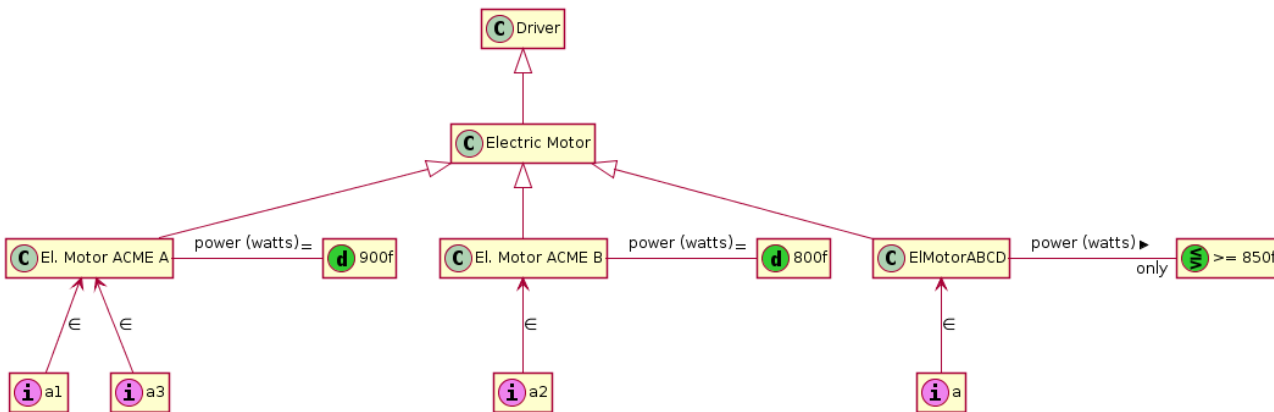 C Driver
C Electric Motor
C El. Motor ACME A power (watts) = d 900f
C El. Motor ACME B power (watts) = d 800f
C ElMotorABCD power (watts) ► only ⋚ >= 850f
∈ ∈ ∈ ∈
i a1 i a3 i a2 i a